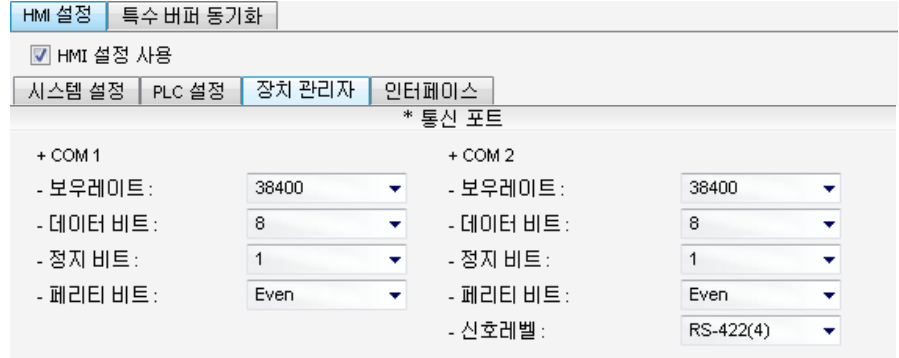 HMI 설정 특수 버퍼 동기화
HMI 설정 사용
시스템 설정 PLC 설정 장치 관리자 인터페이스
* 통신 포트
+ COM 1 + COM 2
- 보우레이트 : 38400 - 보우레이트 : 38400
- 데이터 비트 : 8 - 데이터 비트 : 8
- 정지 비트 : 1 - 정지 비트 : 1
- 페리티 비트 : Even - 페리티 비트 : Even
- 신호레벨 : RS-422(4)